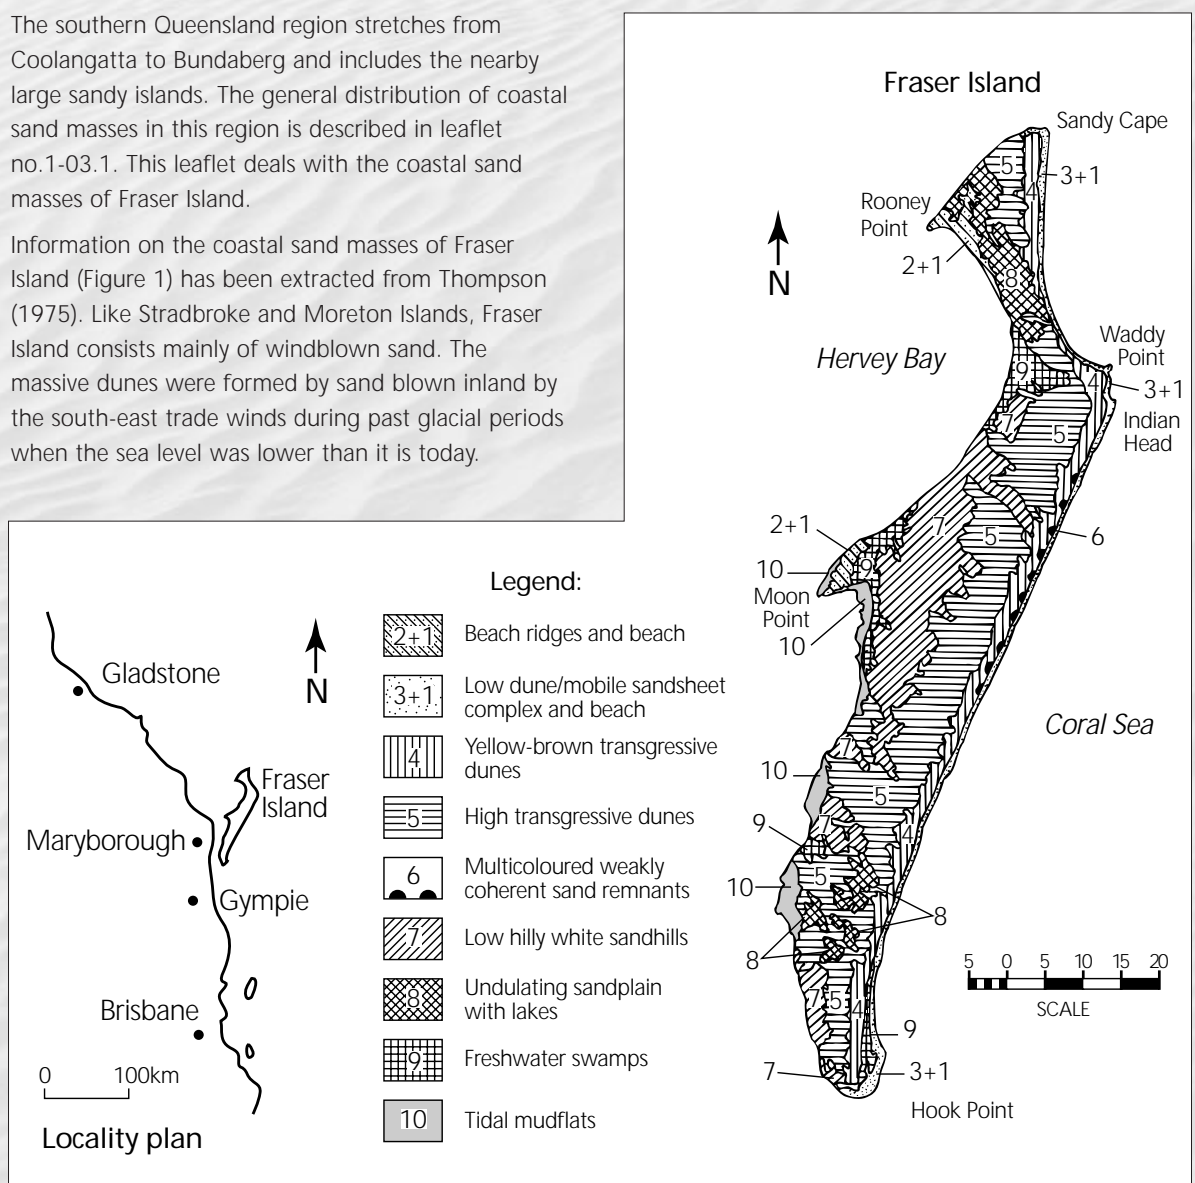 The southern Queensland region stretches from
Coolangatta to Bundaberg and includes the nearby
large sandy islands. The general distribution of coastal
sand masses in this region is described in leaflet
no.1-03.1. This leaflet deals with the coastal sand
masses of Fraser Island.
Information on the coastal sand masses of Fraser
Island (Figure 1) has been extracted from Thompson
(1975). Like Stradbroke and Moreton Islands, Fraser
Island consists mainly of windblown sand. The
massive dunes were formed by sand blown inland by
the south-east trade winds during past glacial periods
when the sea level was lower than it is today.
Fraser Island
Sandy Cape
5
3+1
4
Rooney
Point
2+1
N
8
Waddy
Point
Hervey Bay
9
4
3+1
7
5
Indian
Head
2+1
7
5
6
10
9
Moon
Point
10
Coral Sea
7
10
5
9
7
4
5
10
8
8
5 0 5 10 15 20
SCALE
7
5
4
9
7
3+1
Hook Point
Legend:
2+1 Beach ridges and beach
3+1 Low dune/mobile sandsheet
complex and beach
4 Yellow-brown transgressive
dunes
5 High transgressive dunes
6 Multicoloured weakly
coherent sand remnants
7 Low hilly white sandhills
8 Undulating sandplain
with lakes
9 Freshwater swamps
10 Tidal mudflats
N
Gladstone
Fraser
Island
Maryborough
Gympie
Brisbane
0 100km
Locality plan